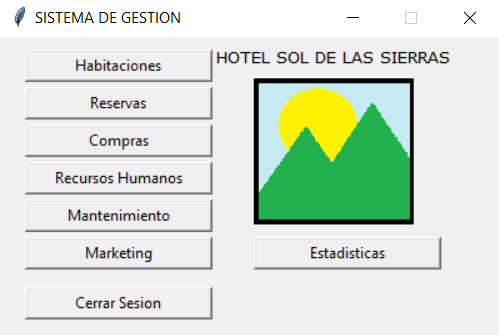 SISTEMA DE GESTION
HOTEL SOL DE LAS SIERRAS
Habitaciones
Reservas
Compras
Recursos Humanos
Mantenimiento
Marketing
Estadisticas
Cerrar Sesion